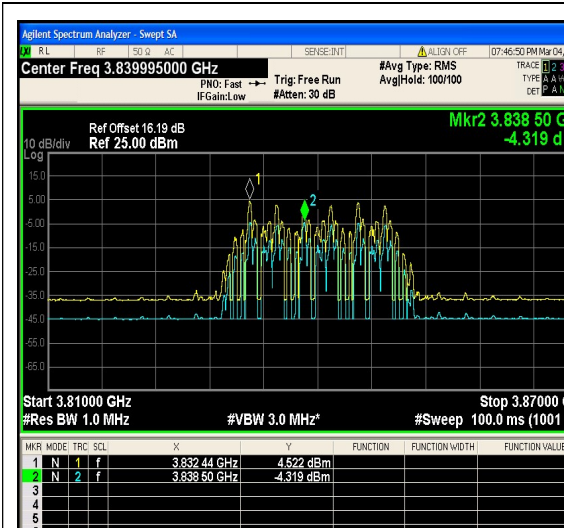 Agilent Spectrum Analyzer - Swept SA
R L RF 50 Ω AC SENSE:INT ALIGN OFF 07:46:50 PM Mar 04,
Center Freq 3.839995000 GHz
#Avg Type: RMS
TRACE 1 2 3
PNO: Fast
Trig: Free Run
Avg|Hold: 100/100
TYPE A A
IFGain:Low
#Atten: 30 dB
DET P A N
Mkr2 3.838 50 G
Ref Offset 16.19 dB
-4.319 d
10 dB/div
Ref 25.00 dBm
Log
15.0
5.00
-5.00
-15.0
-25.0
-35.0
-45.0
-55.0
-65.0
1
2
Start 3.81000 GHz
Stop 3.87000
#Res BW 1.0 MHz
#VBW 3.0 MHz*
#Sweep 100.0 ms (1001
MKR MODE TRC SCL X Y FUNCTION FUNCTION WIDTH FUNCTION VALUE
1 N 1 f 3.832 44 GHz 4.522 dBm
2 N 2 f 3.838 50 GHz -4.319 dBm
3
4
5